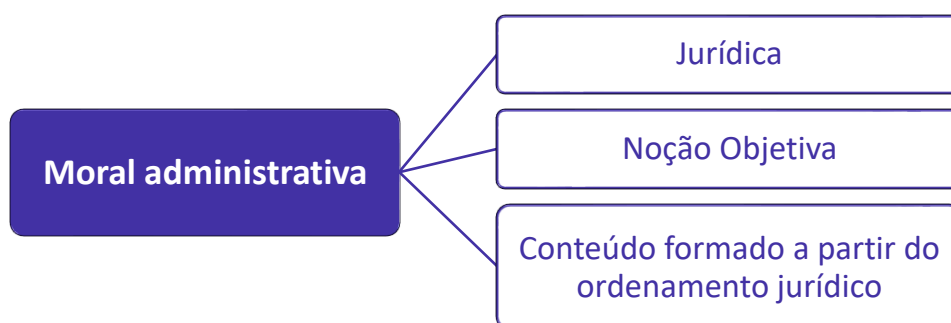 Moral administrativa
Jurídica
Noção Objetiva
Conteúdo formado a partir do
ordenamento jurídico